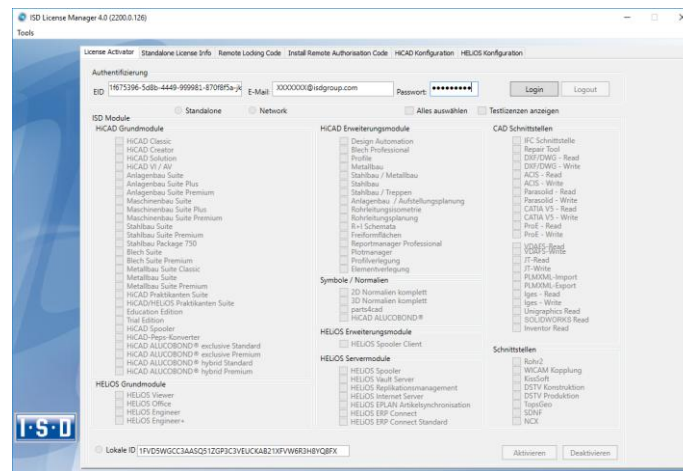 ISD License Manager 4.0 (2200.0.126)
Tools
License Activator Standalone License Info Remote Locking Code Install Remote Authorisation Code HiCAD Konfiguration HELiOS Konfiguration
Authentifizierung
EID 1f675396-5d8b-4449-999981-870f8f5a-jk E-Mail: XXXXXXX@isdgroup.com Passwort: ●●●●●●●●● Login Logout
Standalone Network Alles auswählen Testlizenzen anzeigen
ISD Module
HiCAD Grundmodule
HiCAD Classic
HiCAD Creator
HiCAD Solution
HiCAD VI / AV
Anlagenbau Suite
Anlagenbau Suite Plus
Anlagenbau Suite Premium
Maschinenbau Suite
Maschinenbau Suite Plus
Maschinenbau Suite Premium
Stahlbau Suite
Stahlbau Suite Premium
Stahlbau Package 750
Blech Suite
Blech Suite Premium
Metallbau Suite Classic
Metallbau Suite
Metallbau Suite Premium
HiCAD Praktikanten Suite
HiCAD/HELiOS Praktikanten Suite
Education Edition
Trial Edition
HiCAD Spooler
HiCAD-Peps-Konverter
HiCAD ALUCOBOND® exclusive Standard
HiCAD ALUCOBOND® exclusive Premium
HiCAD ALUCOBOND® hybrid Standard
HiCAD ALUCOBOND® hybrid Premium
HELiOS Grundmodule
HELiOS Viewer
HELiOS Office
HELiOS Engineer
HELiOS Engineer+
HiCAD Erweiterungsmodule
Design Automation
Blech Professional
Profile
Metallbau
Stahlbau / Metallbau
Stahlbau
Stahlbau / Treppen
Anlagenbau / Aufstellungsplanung
Rohrleitungsisometrie
Rohrleitungsplanung
R+I Schemata
Freiformflächen
Reportmanager Professional
Plotmanager
Profilverlegung
Elementverlegung
Symbole / Normalien
2D Normalien komplett
3D Normalien komplett
parts4cad
HiCAD ALUCOBOND®
HELiOS Erweiterungsmodule
HELiOS Spooler Client
HELiOS Servermodule
HELiOS Spooler
HELiOS Vault Server
HELiOS Replikationsmanagement
HELiOS Internet Server
HELiOS EPLAN Artikelsynchronisation
HELiOS ERP Connect
HELiOS ERP Connect Standard
CAD Schnittstellen
IFC Schnittstelle
Repair Tool
DXF/DWG - Read
DXF/DWG - Write
ACIS - Read
ACIS - Write
Parasolid - Read
Parasolid - Write
CATIA V5 - Read
CATIA V5 - Write
ProE - Read
ProE - Write
VDAFS-Read
VDAFS-Write
JT-Read
JT-Write
PLMXML-Import
PLMXML-Export
Iges - Read
Iges - Write
Unigraphics Read
SOLIDWORKS Read
Inventor Read
Schnittstellen
Rohr2
WICAM Kopplung
KissSoft
DSTV Konstruktion
DSTV Produktion
TopsGeo
SDNF
NCX
I·S·D
Lokale ID 1FVD5WGCC3AASQ51ZGP3C3VEUCKAB21XFVW6R3H8YQ8FX Aktivieren Deaktivieren